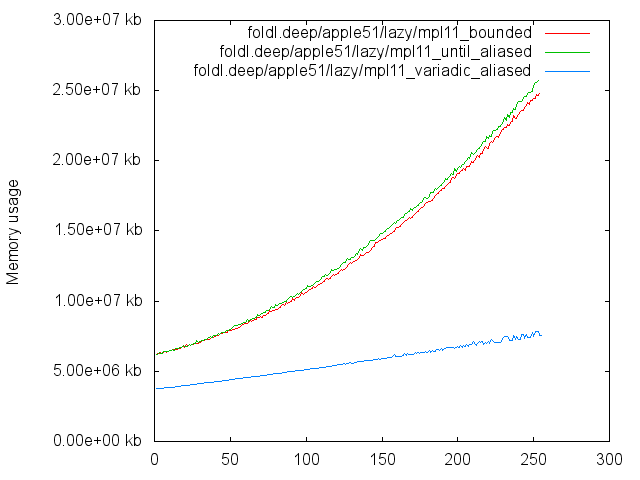 3.00e+07 kb
foldl.deep/apple51/lazy/mpl11_bounded
foldl.deep/apple51/lazy/mpl11_until_aliased
foldl.deep/apple51/lazy/mpl11_variadic_aliased
2.50e+07 kb
2.00e+07 kb
Memory usage
1.50e+07 kb
1.00e+07 kb
5.00e+06 kb
0.00e+00 kb
0 50 100 150 200 250 300